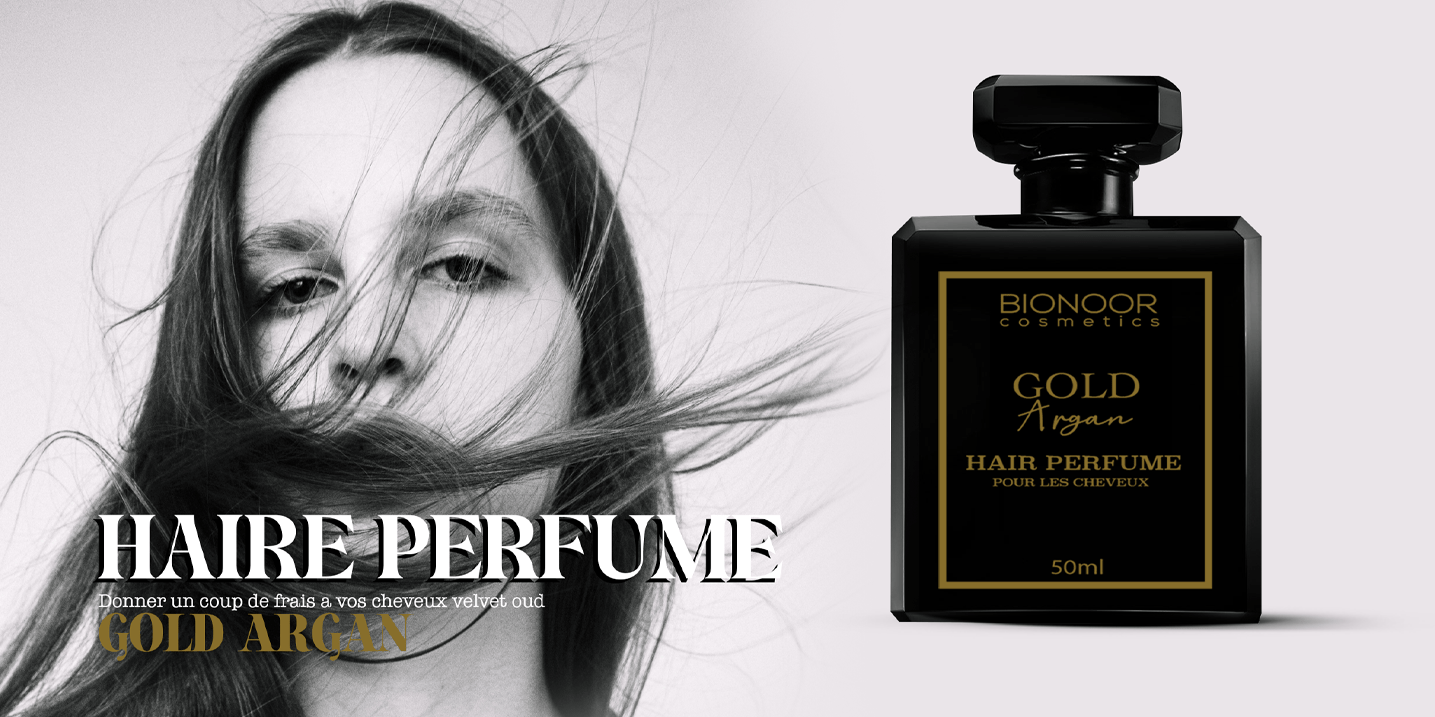 HAIRE PERFUME
Donner un coup de frais a vos cheveux velvet oud
GOLD ARGAN
BIONOOR
cosmetics
GOLD
Argan
HAIR PERFUME
POUR LES CHEVEUX
50ml